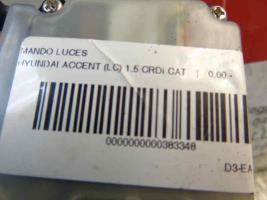 MANDO LUCES
HYUNDAI ACCENT (LC) 1.5 CRDi CAT | 0,00.-
0000000000383348
D3-EA